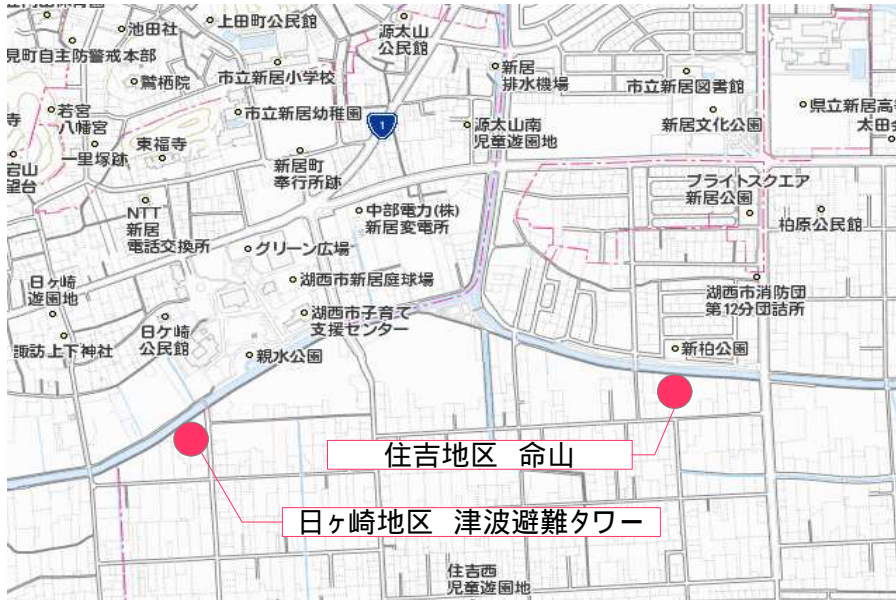 池田社
上田町公民館
見町自主防警戒本部
鷲栖院
市立新居小学校
源太山
公民館
新居
排水機場
市立新居図書館
県立新居高
若宮
八幡宮
市立新居幼稚園
1
源太山南
児童遊園地
新居文化公園
太田
寺
一里塚跡
東福寺
新居町
奉行所跡
岩山
望台
NTT
新居
電話交換所
中部電力(株)
新居変電所
ブライトスクエア
新居公園
柏原公民館
グリーン広場
日ヶ崎
遊園地
湖西市新居庭球場
湖西市消防団
第12分団詰所
日ヶ崎
公民館
湖西市子育て
支援センター
諏訪上下神社
親水公園
新柏公園
住吉地区 命山
日ヶ崎地区 津波避難タワー
住吉西
児童遊園地